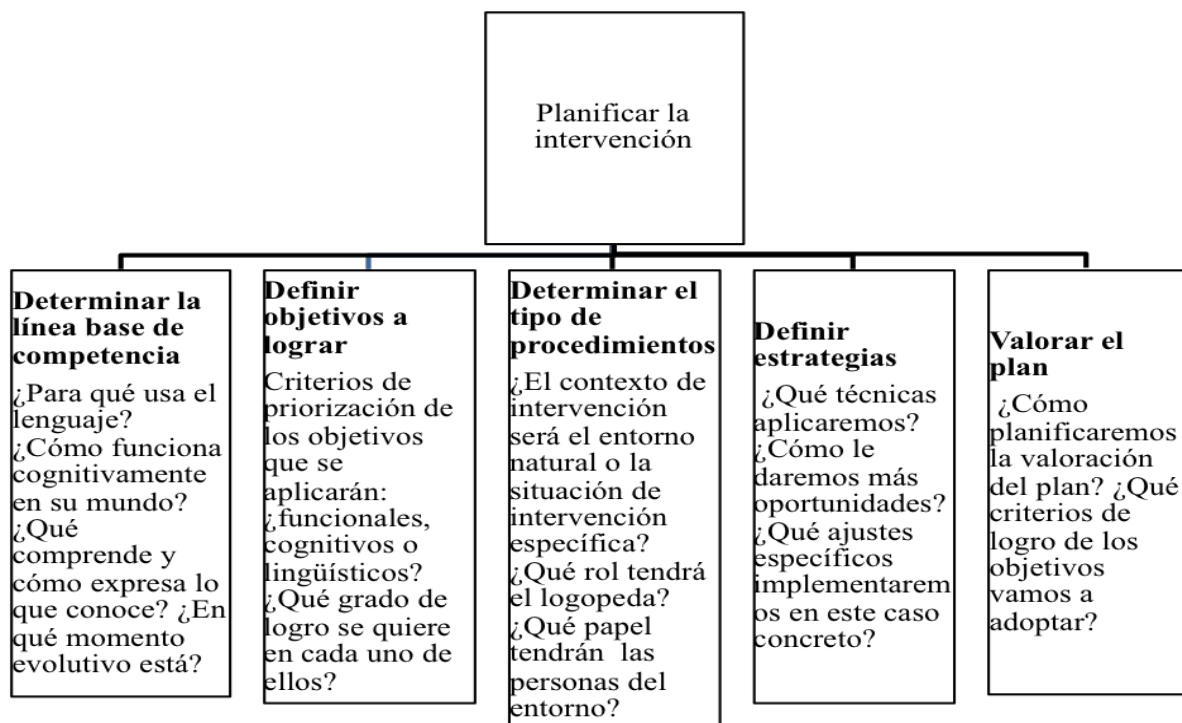 Planificar la
intervención
Determinar la
línea base de
competencia
¿Para qué usa el
lenguaje?
¿Cómo funciona
cognitivamente
en su mundo?
¿Qué
comprende y
cómo expresa lo
que conoce? ¿En
qué momento
evolutivo está?
Definir
objetivos a
lograr
Criterios de
priorización de
los objetivos
que se
aplicarán:
¿funcionales,
cognitivos o
lingüísticos?
¿Qué grado de
logro se quiere
en cada uno de
ellos?
Determinar el
tipo de
procedimientos
¿El contexto de
intervención
será el entorno
natural o la
situación de
intervención
específica?
¿Qué rol tendrá
el logopeda?
¿Qué papel
tendrán las
personas del
entorno?
Definir
estrategias
¿Qué técnicas
aplicaremos?
¿Cómo le
daremos más
oportunidades?
¿Qué ajustes
específicos
implementarem
os en este caso
concreto?
Valorar el
plan
¿Cómo
planificaremos
la valoración
del plan? ¿Qué
criterios de
logro de los
objetivos
vamos a
adoptar?